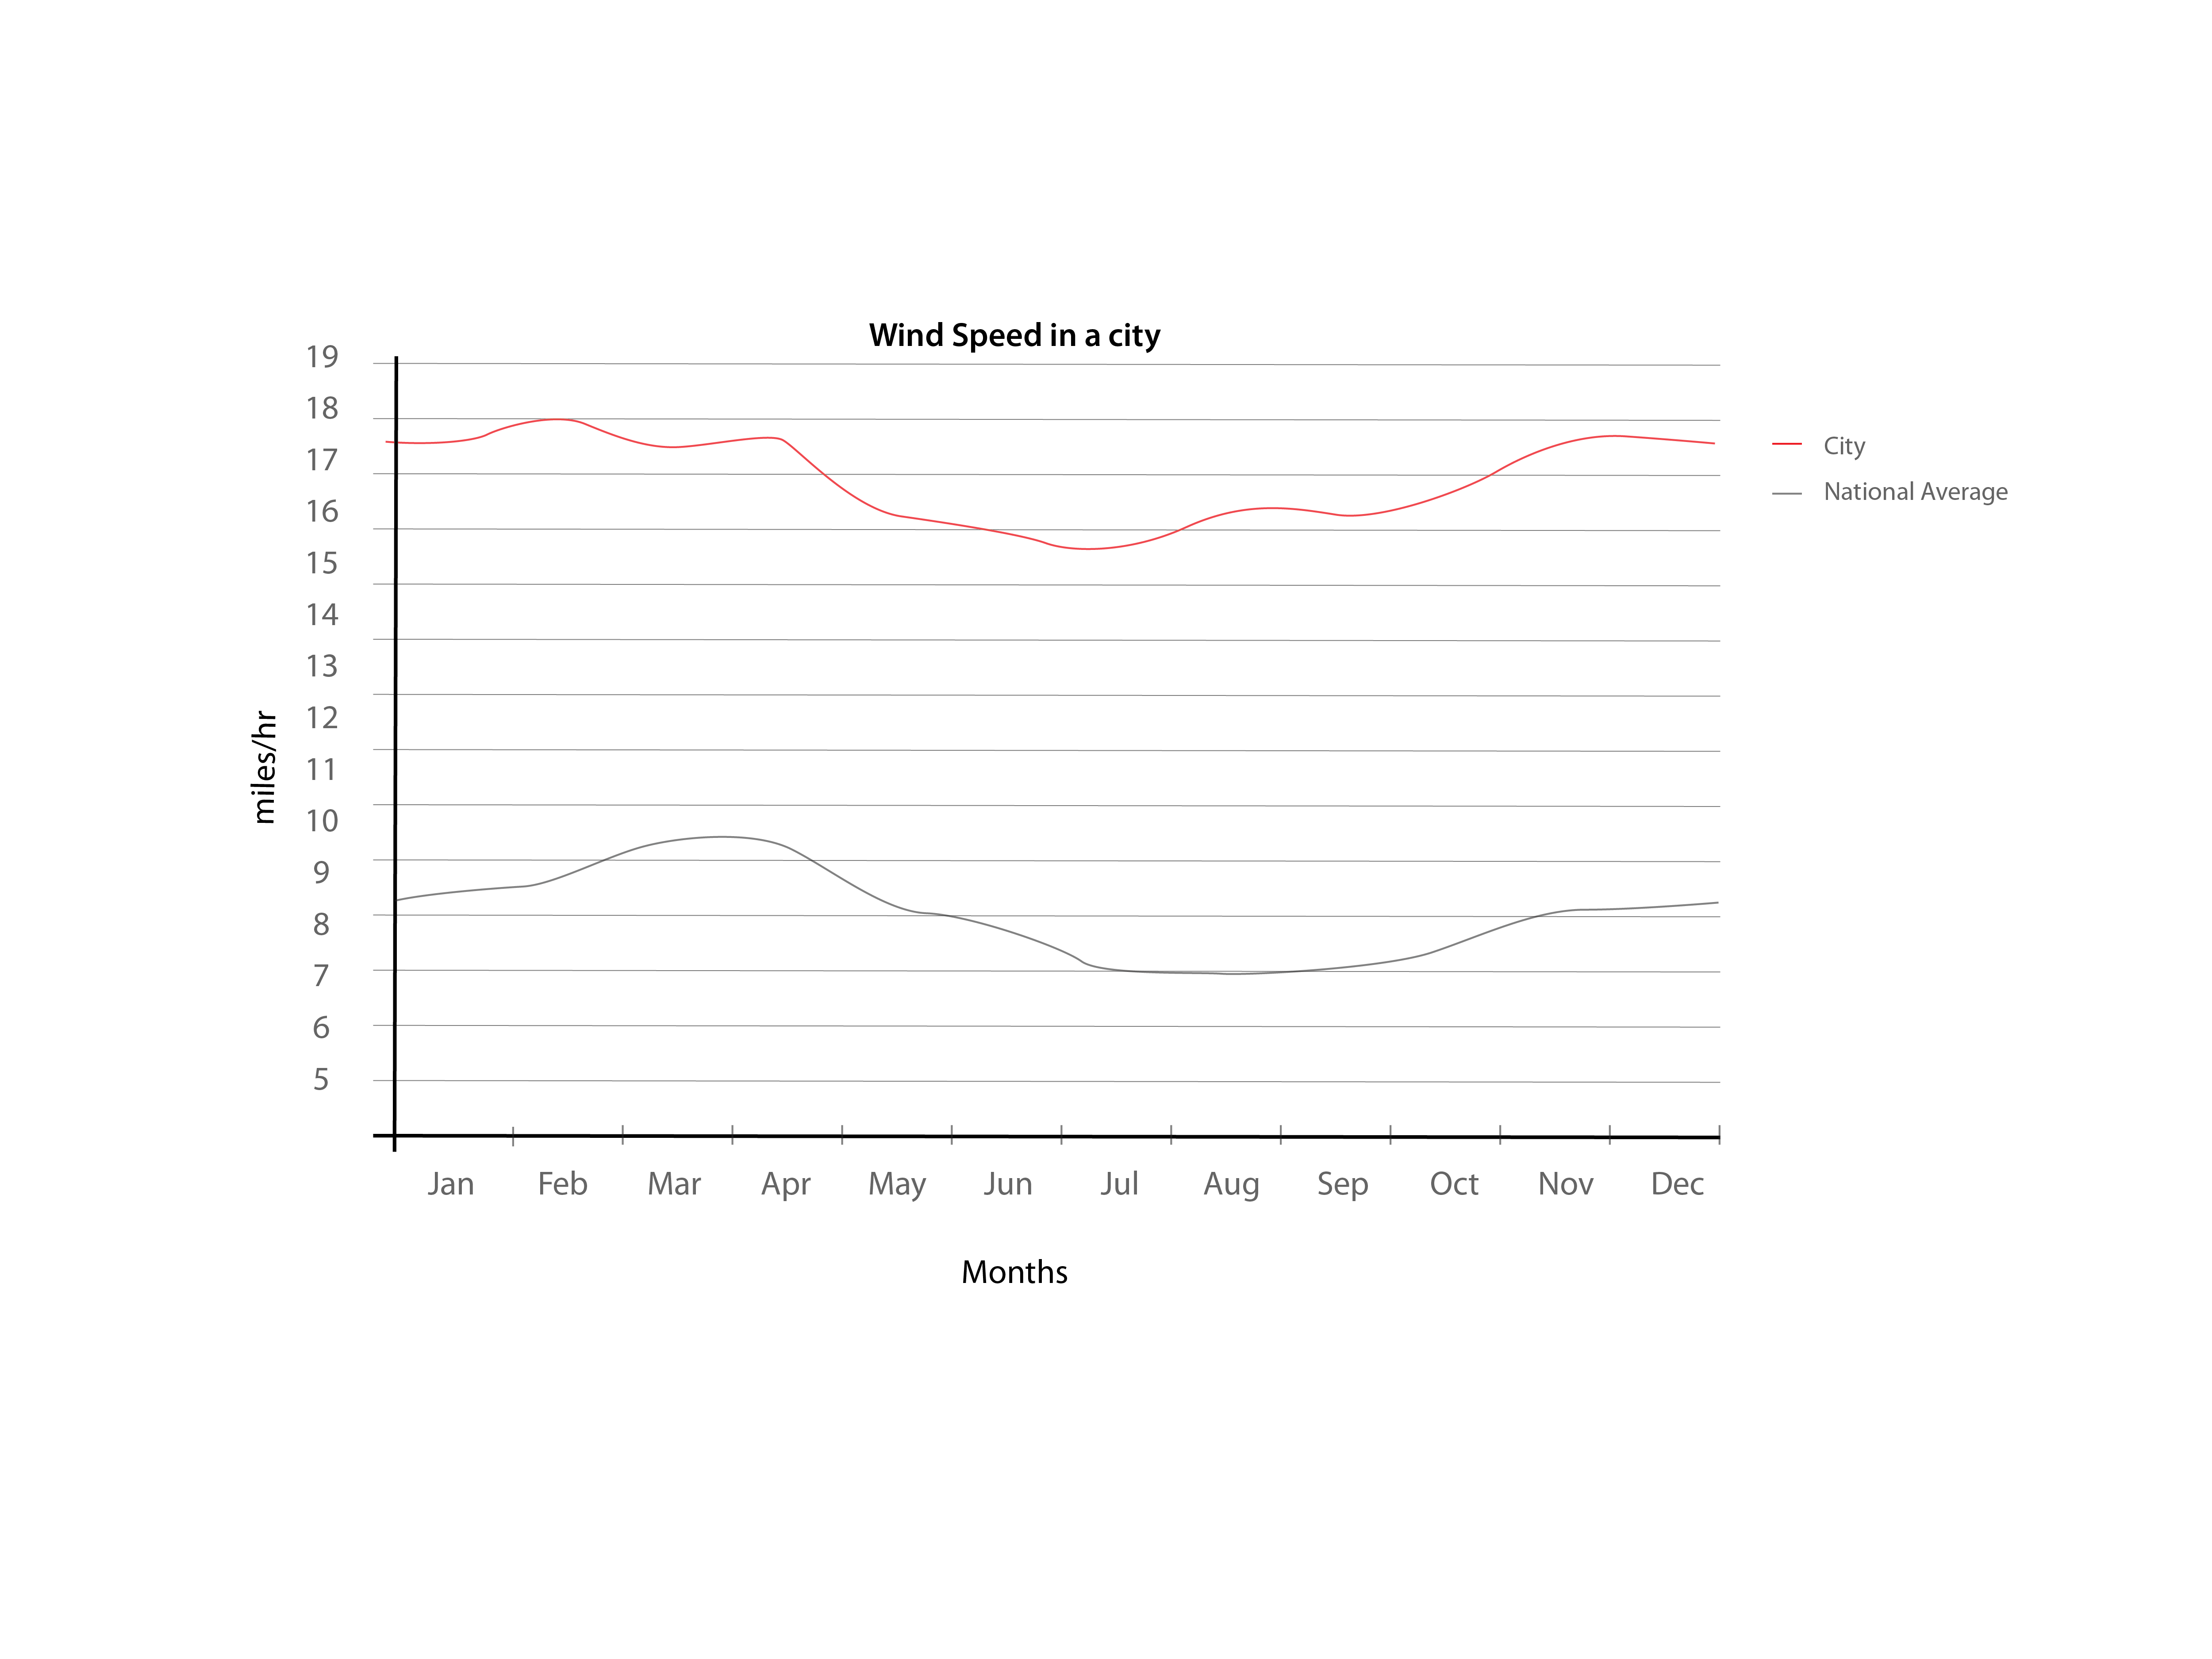 Wind Speed in a city
19
18
17
16
15
14
13
12
11
10
9
8
7
6
5
miles/hr
City
National Average
Jan Feb Mar Apr May Jun Jul Aug Sep Oct Nov Dec
Months